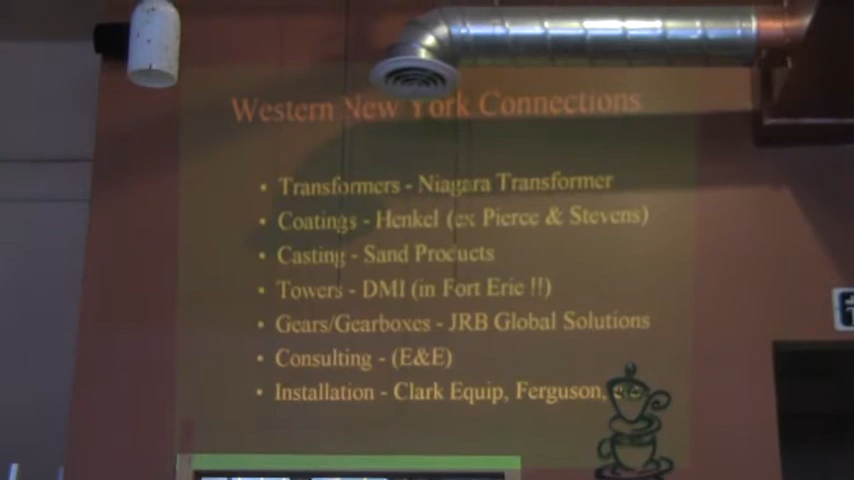 Western New York Connections
• Transformers - Niagara Transformer
• Coatings - Henkel (ex Pierce & Stevens)
• Casting - Sand Products
• Towers - DMI (in Fort Erie !!)
• Gears/Gearboxes - JRB Global Solutions
• Consulting - (E&E)
• Installation - Clark Equip, Ferguson,